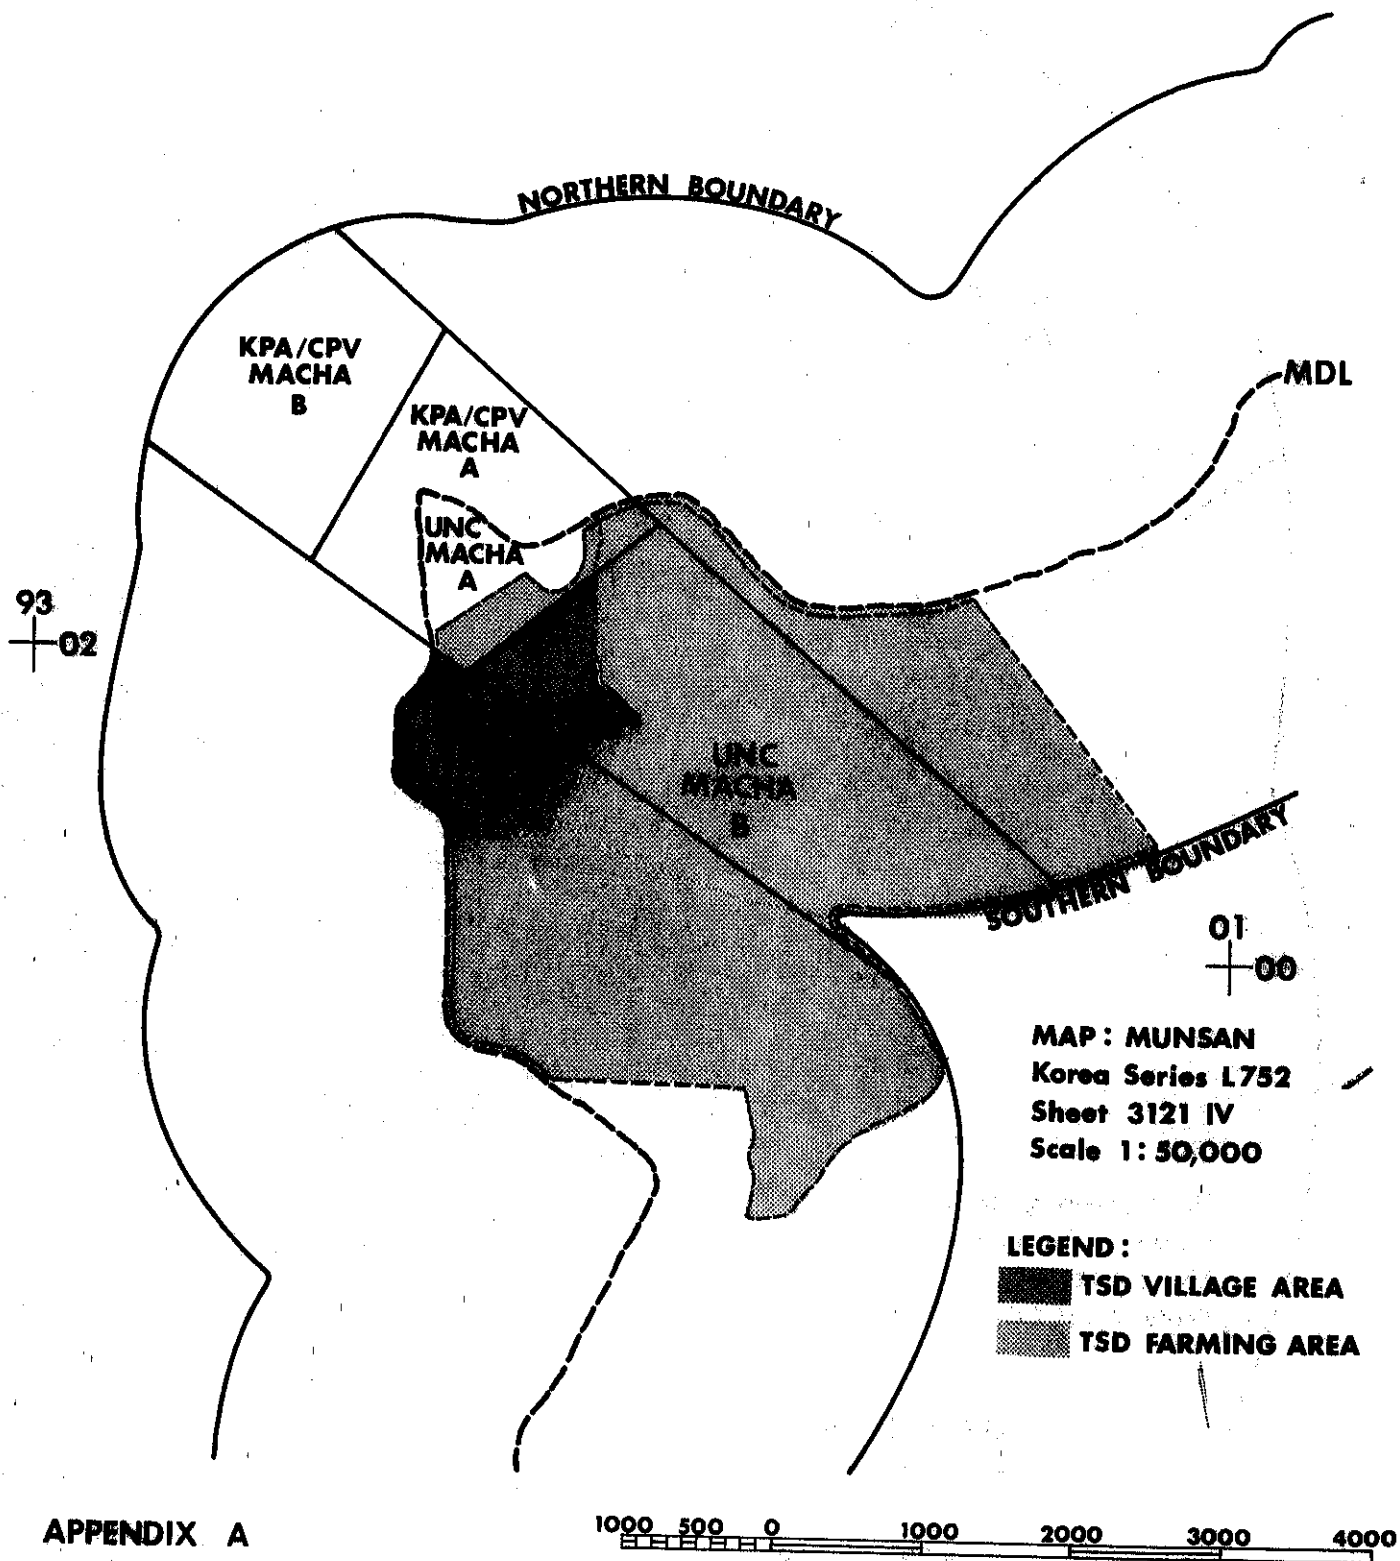 NORTHERN BOUNDARY
KPA/CPV
MACHA
B
KPA/CPV
MACHA
A
MDL
UNC
MACHA
A
93
02
UNC
MACHA
B
SOUTHERN BOUNDARY
01
00
MAP: MUNSAN
Korea Series L752
Sheet 3121 IV
Scale 1:50,000
LEGEND:
TSD VILLAGE AREA
TSD FARMING AREA
APPENDIX A
1000 500 0 1000 2000 3000 4000